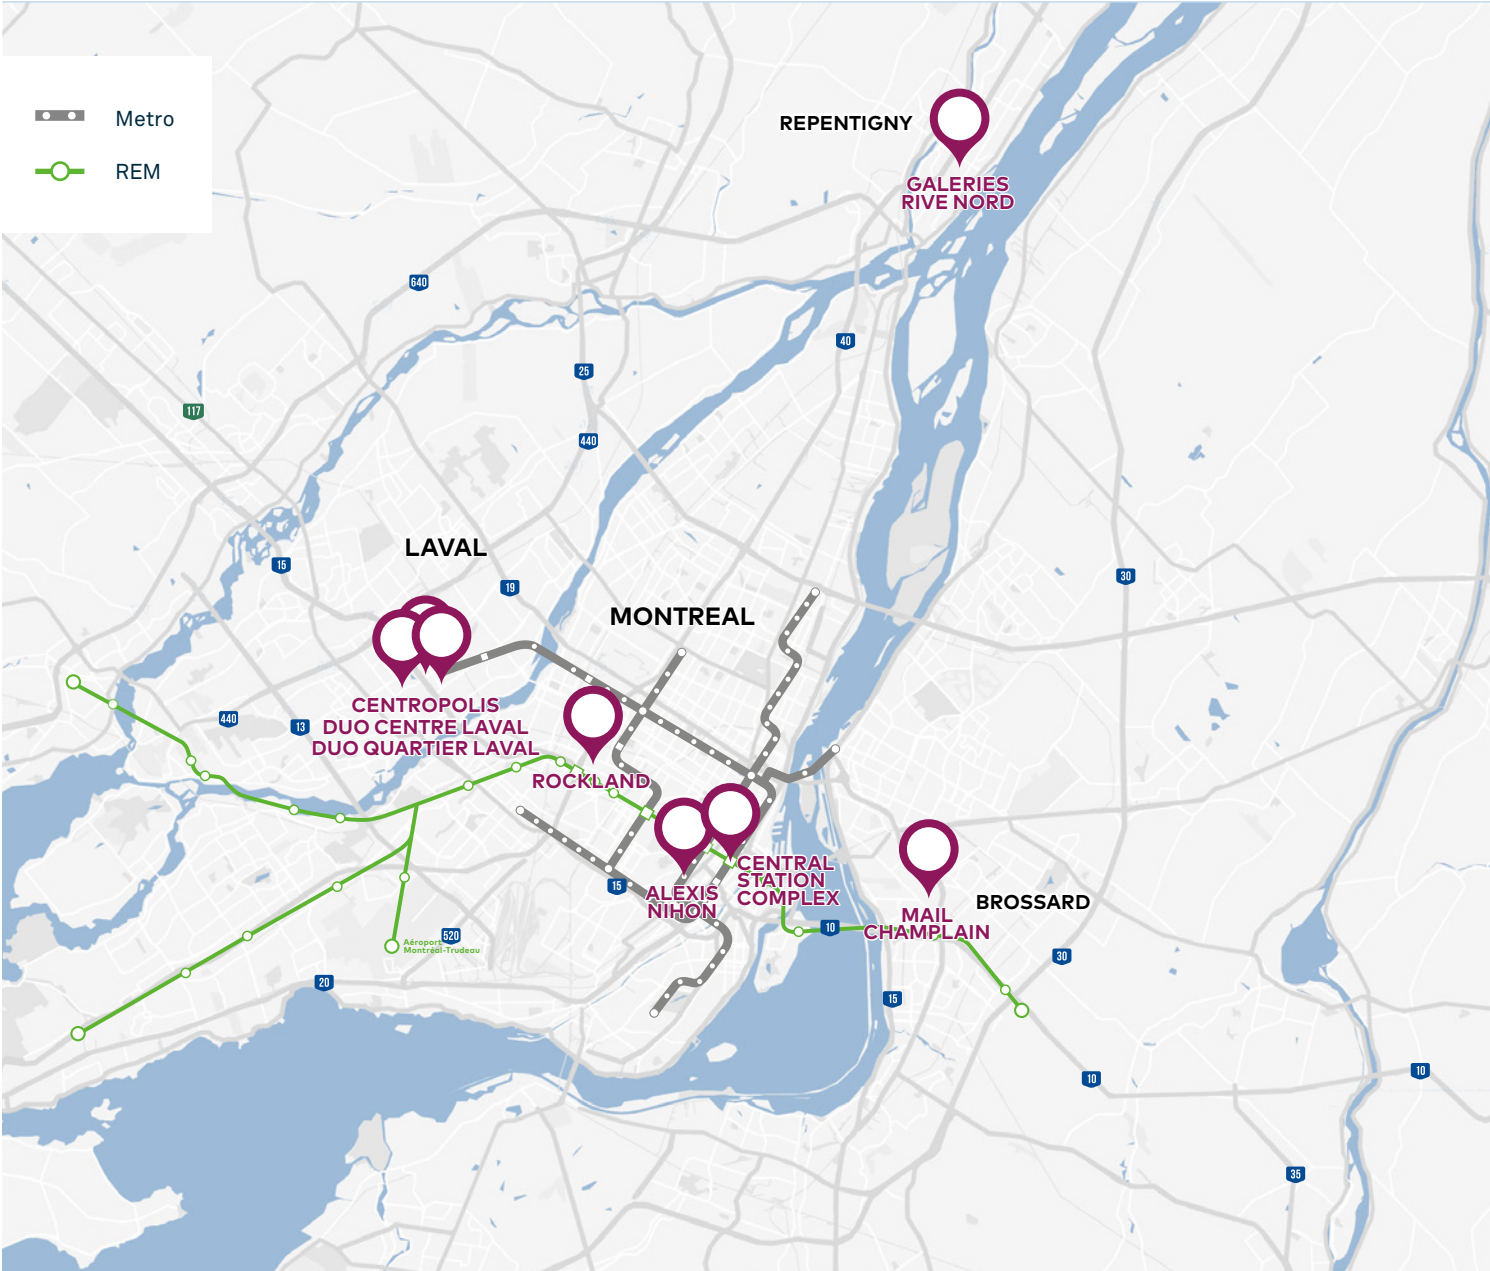 Metro
REM
REPENTIGNY
GALERIES
RIVE NORD
640
40
25
117
440
LAVAL
15
30
19
MONTREAL
CENTROPOLIS
DUO CENTRE LAVAL
DUO QUARTIER LAVAL
440
13
ROCKLAND
CENTRAL
STATION
COMPLEX
15
ALEXIS
NIHON
BROSSARD
MAIL
CHAMPLAIN
10
520
Aéroport
Montréal-Trudeau
30
20
15
10
10
35